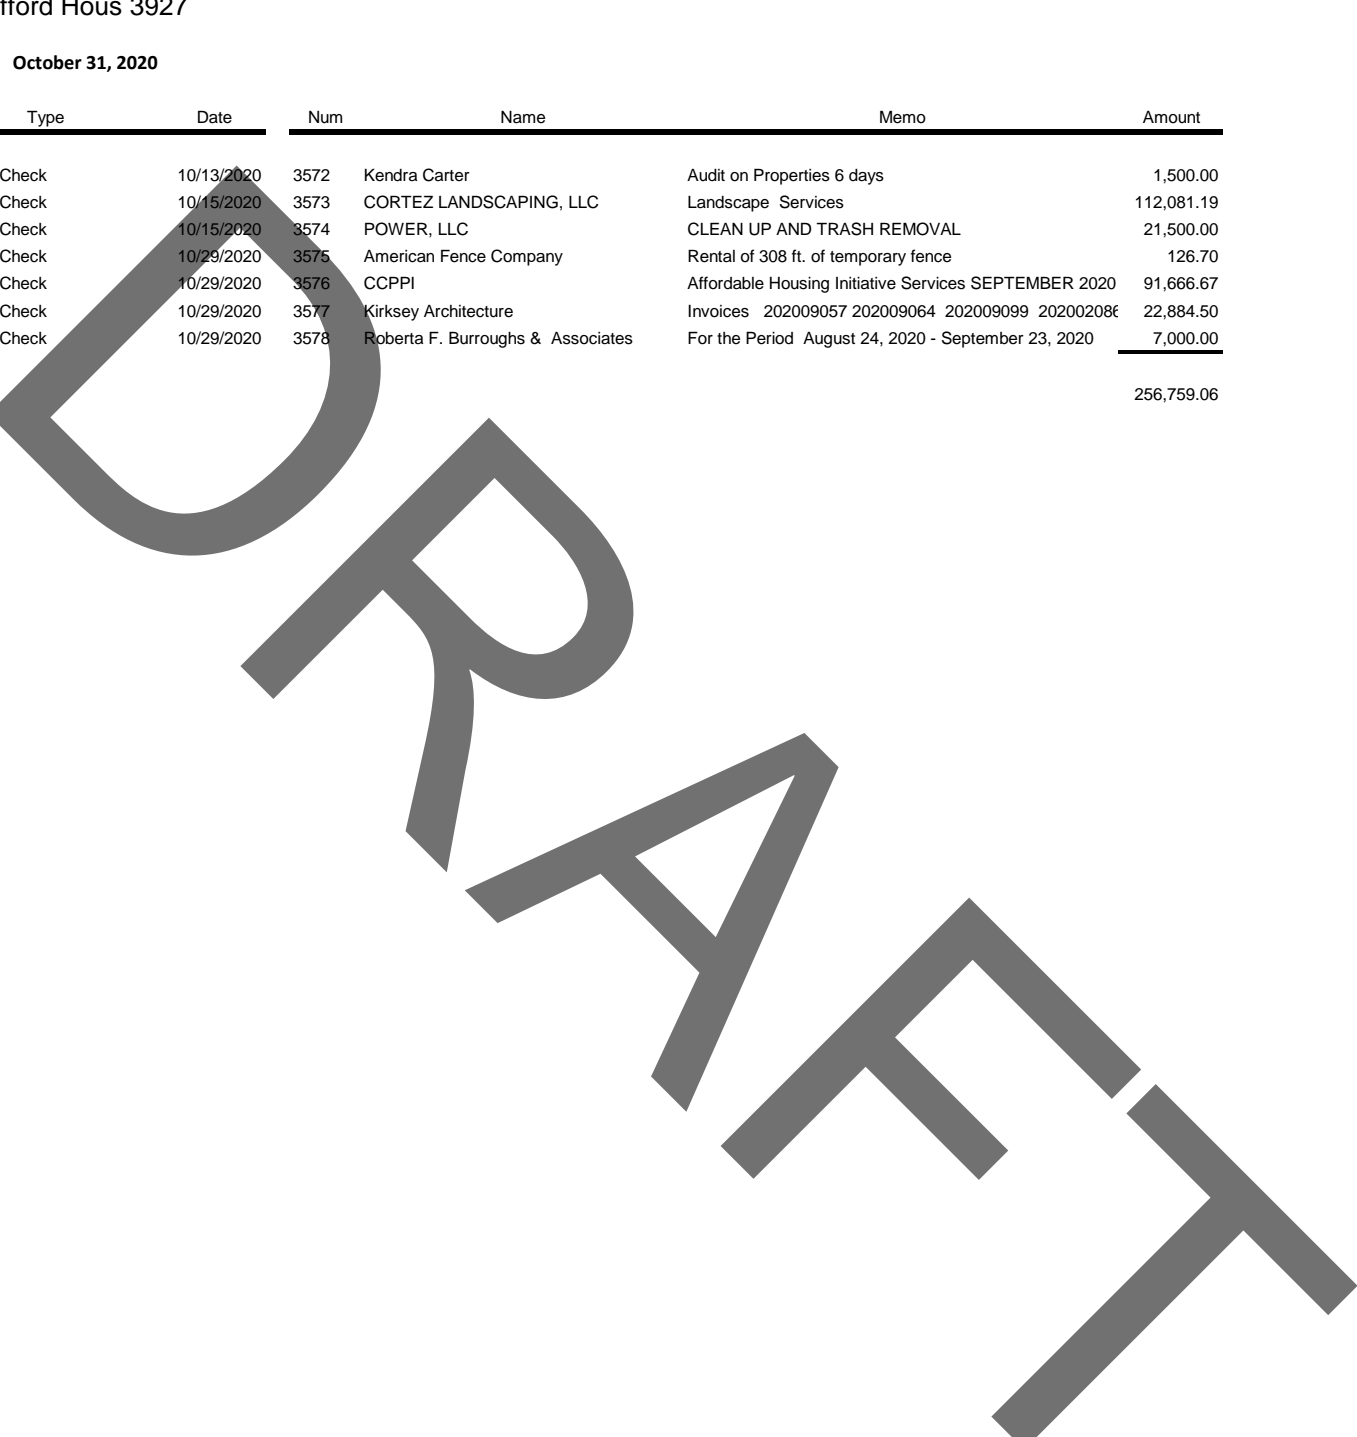 fford Hous 3927
October 31, 2020
Type Date Num Name Memo Amount
Check 10/13/2020 3572 Kendra Carter Audit on Properties 6 days 1,500.00
Check 10/15/2020 3573 CORTEZ LANDSCAPING, LLC Landscape Services 112,081.19
Check 10/15/2020 3574 POWER, LLC CLEAN UP AND TRASH REMOVAL 21,500.00
Check 10/29/2020 3575 American Fence Company Rental of 308 ft. of temporary fence 126.70
Check 10/29/2020 3576 CCPPI Affordable Housing Initiative Services SEPTEMBER 2020 91,666.67
Check 10/29/2020 3577 Kirksey Architecture Invoices 202009057 202009064 202009099 202002086 22,884.50
Check 10/29/2020 3578 Roberta F. Burroughs & Associates For the Period August 24, 2020 - September 23, 2020 7,000.00
256,759.06
DRAFT